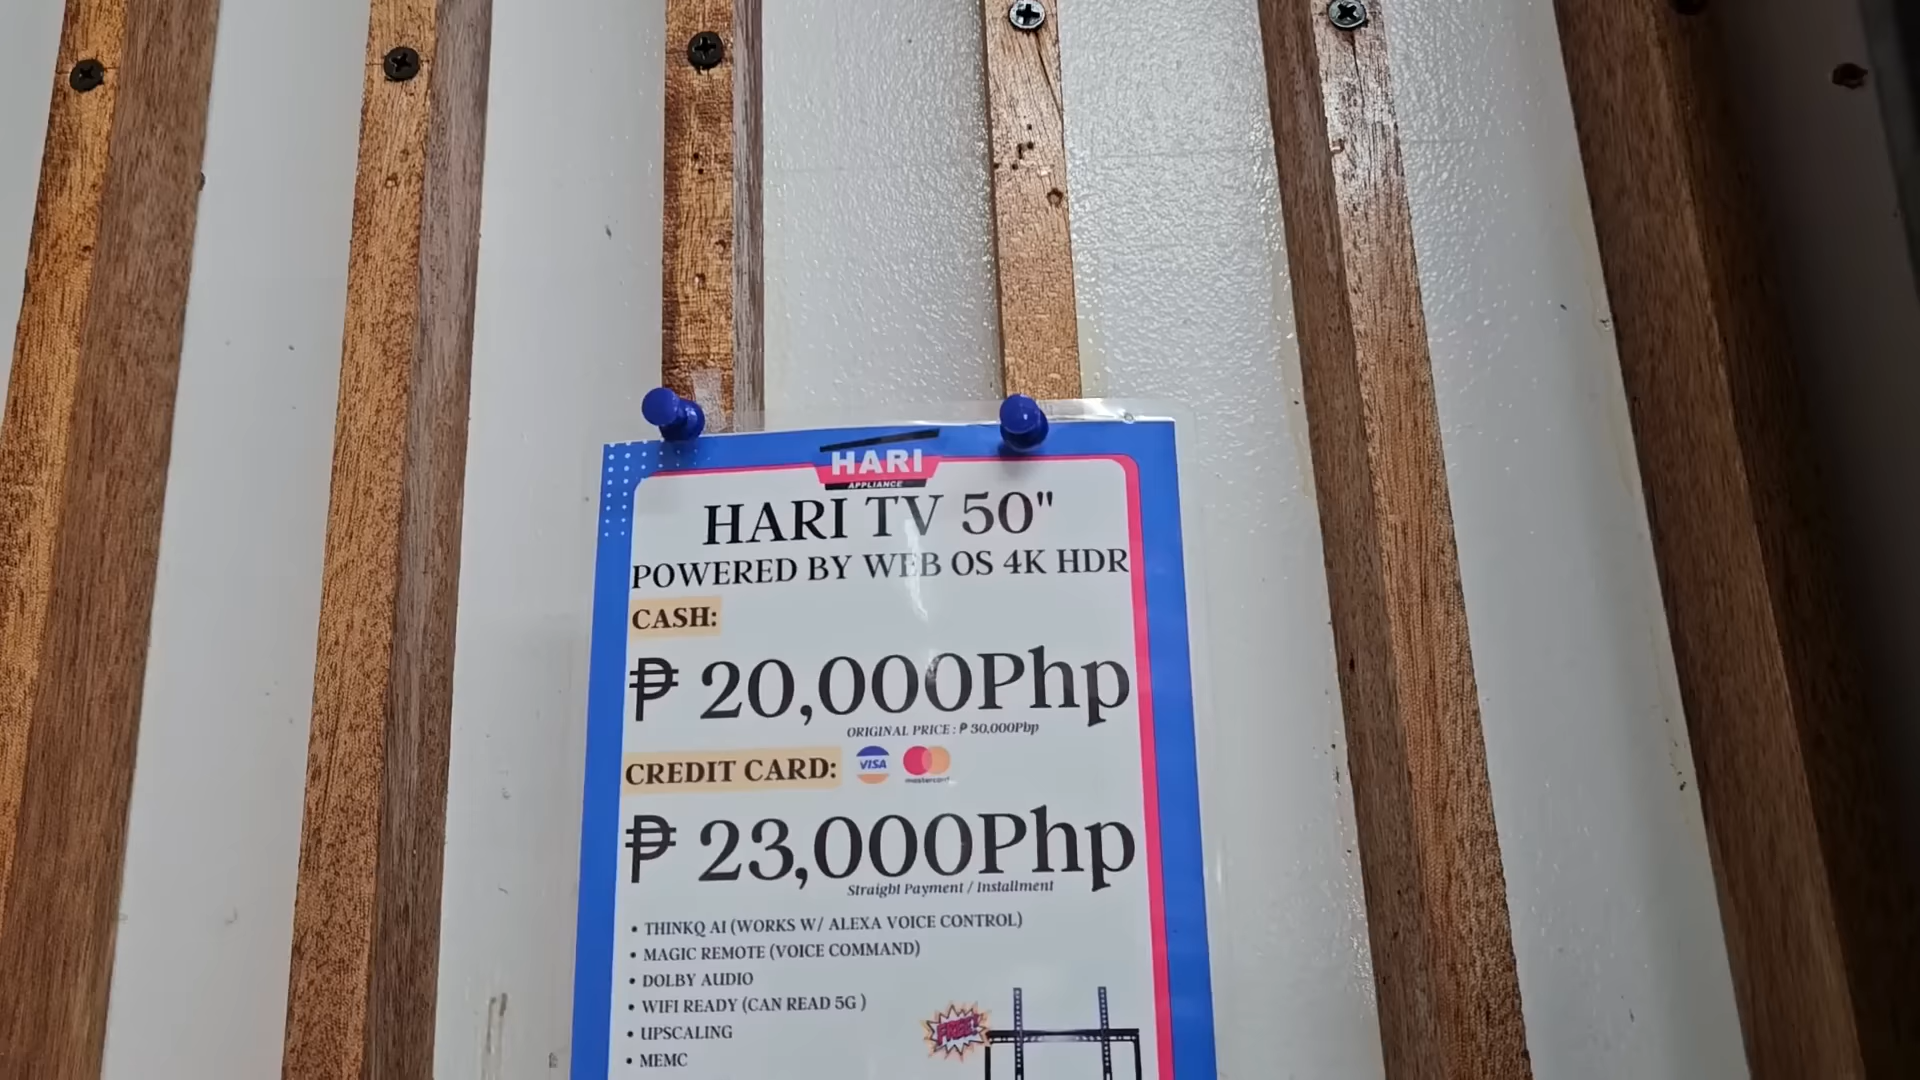 HARI
APPLIANCE
HARI TV 50"
POWERED BY WEB OS 4K HDR
CASH:
₱ 20,000Php
ORIGINAL PRICE : ₱ 30,000Php
CREDIT CARD: VISA mastercard
₱ 23,000Php
Straight Payment / Installment
• THINKQ AI (WORKS W/ ALEXA VOICE CONTROL)
• MAGIC REMOTE (VOICE COMMAND)
• DOLBY AUDIO
• WIFI READY (CAN READ 5G )
• UPSCALING
• MEMC
FREE!